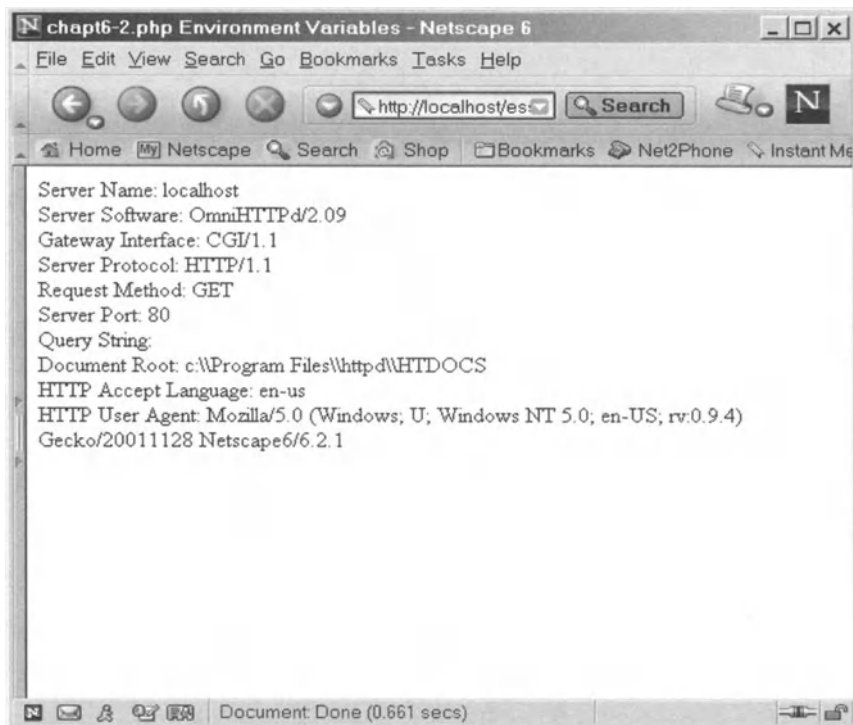 N chapt6-2.php Environment Variables - Netscape 6
File Edit View Search Go Bookmarks Tasks Help
http://localhost/es Search N
Home My Netscape Search Shop Bookmarks Net2Phone Instant Me
Server Name: localhost
Server Software: OmniHTTPd/2.09
Gateway Interface: CGI/1.1
Server Protocol: HTTP/1.1
Request Method: GET
Server Port: 80
Query String:
Document Root: c:\\Program Files\\httpd\\HTDOCS
HTTP Accept Language: en-us
HTTP User Agent: Mozilla/5.0 (Windows; U; Windows NT 5.0; en-US; rv:0.9.4)
Gecko/20011128 Netscape6/6.2.1
N Document: Done (0.661 secs)